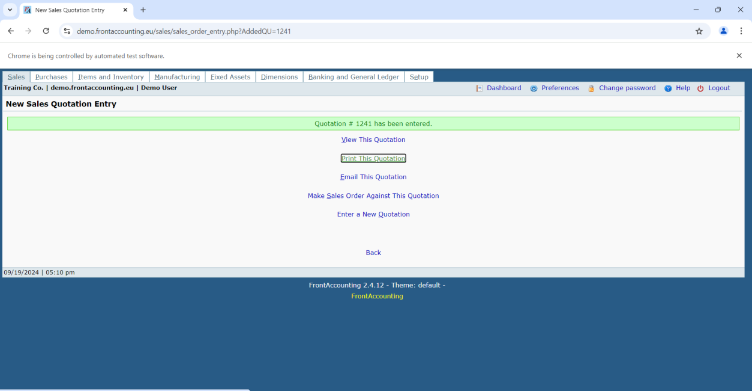 New Sales Quotation Entry
demo.frontaccounting.eu/sales/sales_order_entry.php?AddedQU=1241
Chrome is being controlled by automated test software.
Sales Purchases Items and Inventory Manufacturing Fixed Assets Dimensions Banking and General Ledger Setup
Training Co. | demo.frontaccounting.eu | Demo User Dashboard Preferences Change password Help Logout
New Sales Quotation Entry
Quotation # 1241 has been entered.
View This Quotation
Print This Quotation
Email This Quotation
Make Sales Order Against This Quotation
Enter a New Quotation
Back
09/19/2024 | 05:10 pm
FrontAccounting 2.4.12 - Theme: default -
FrontAccounting